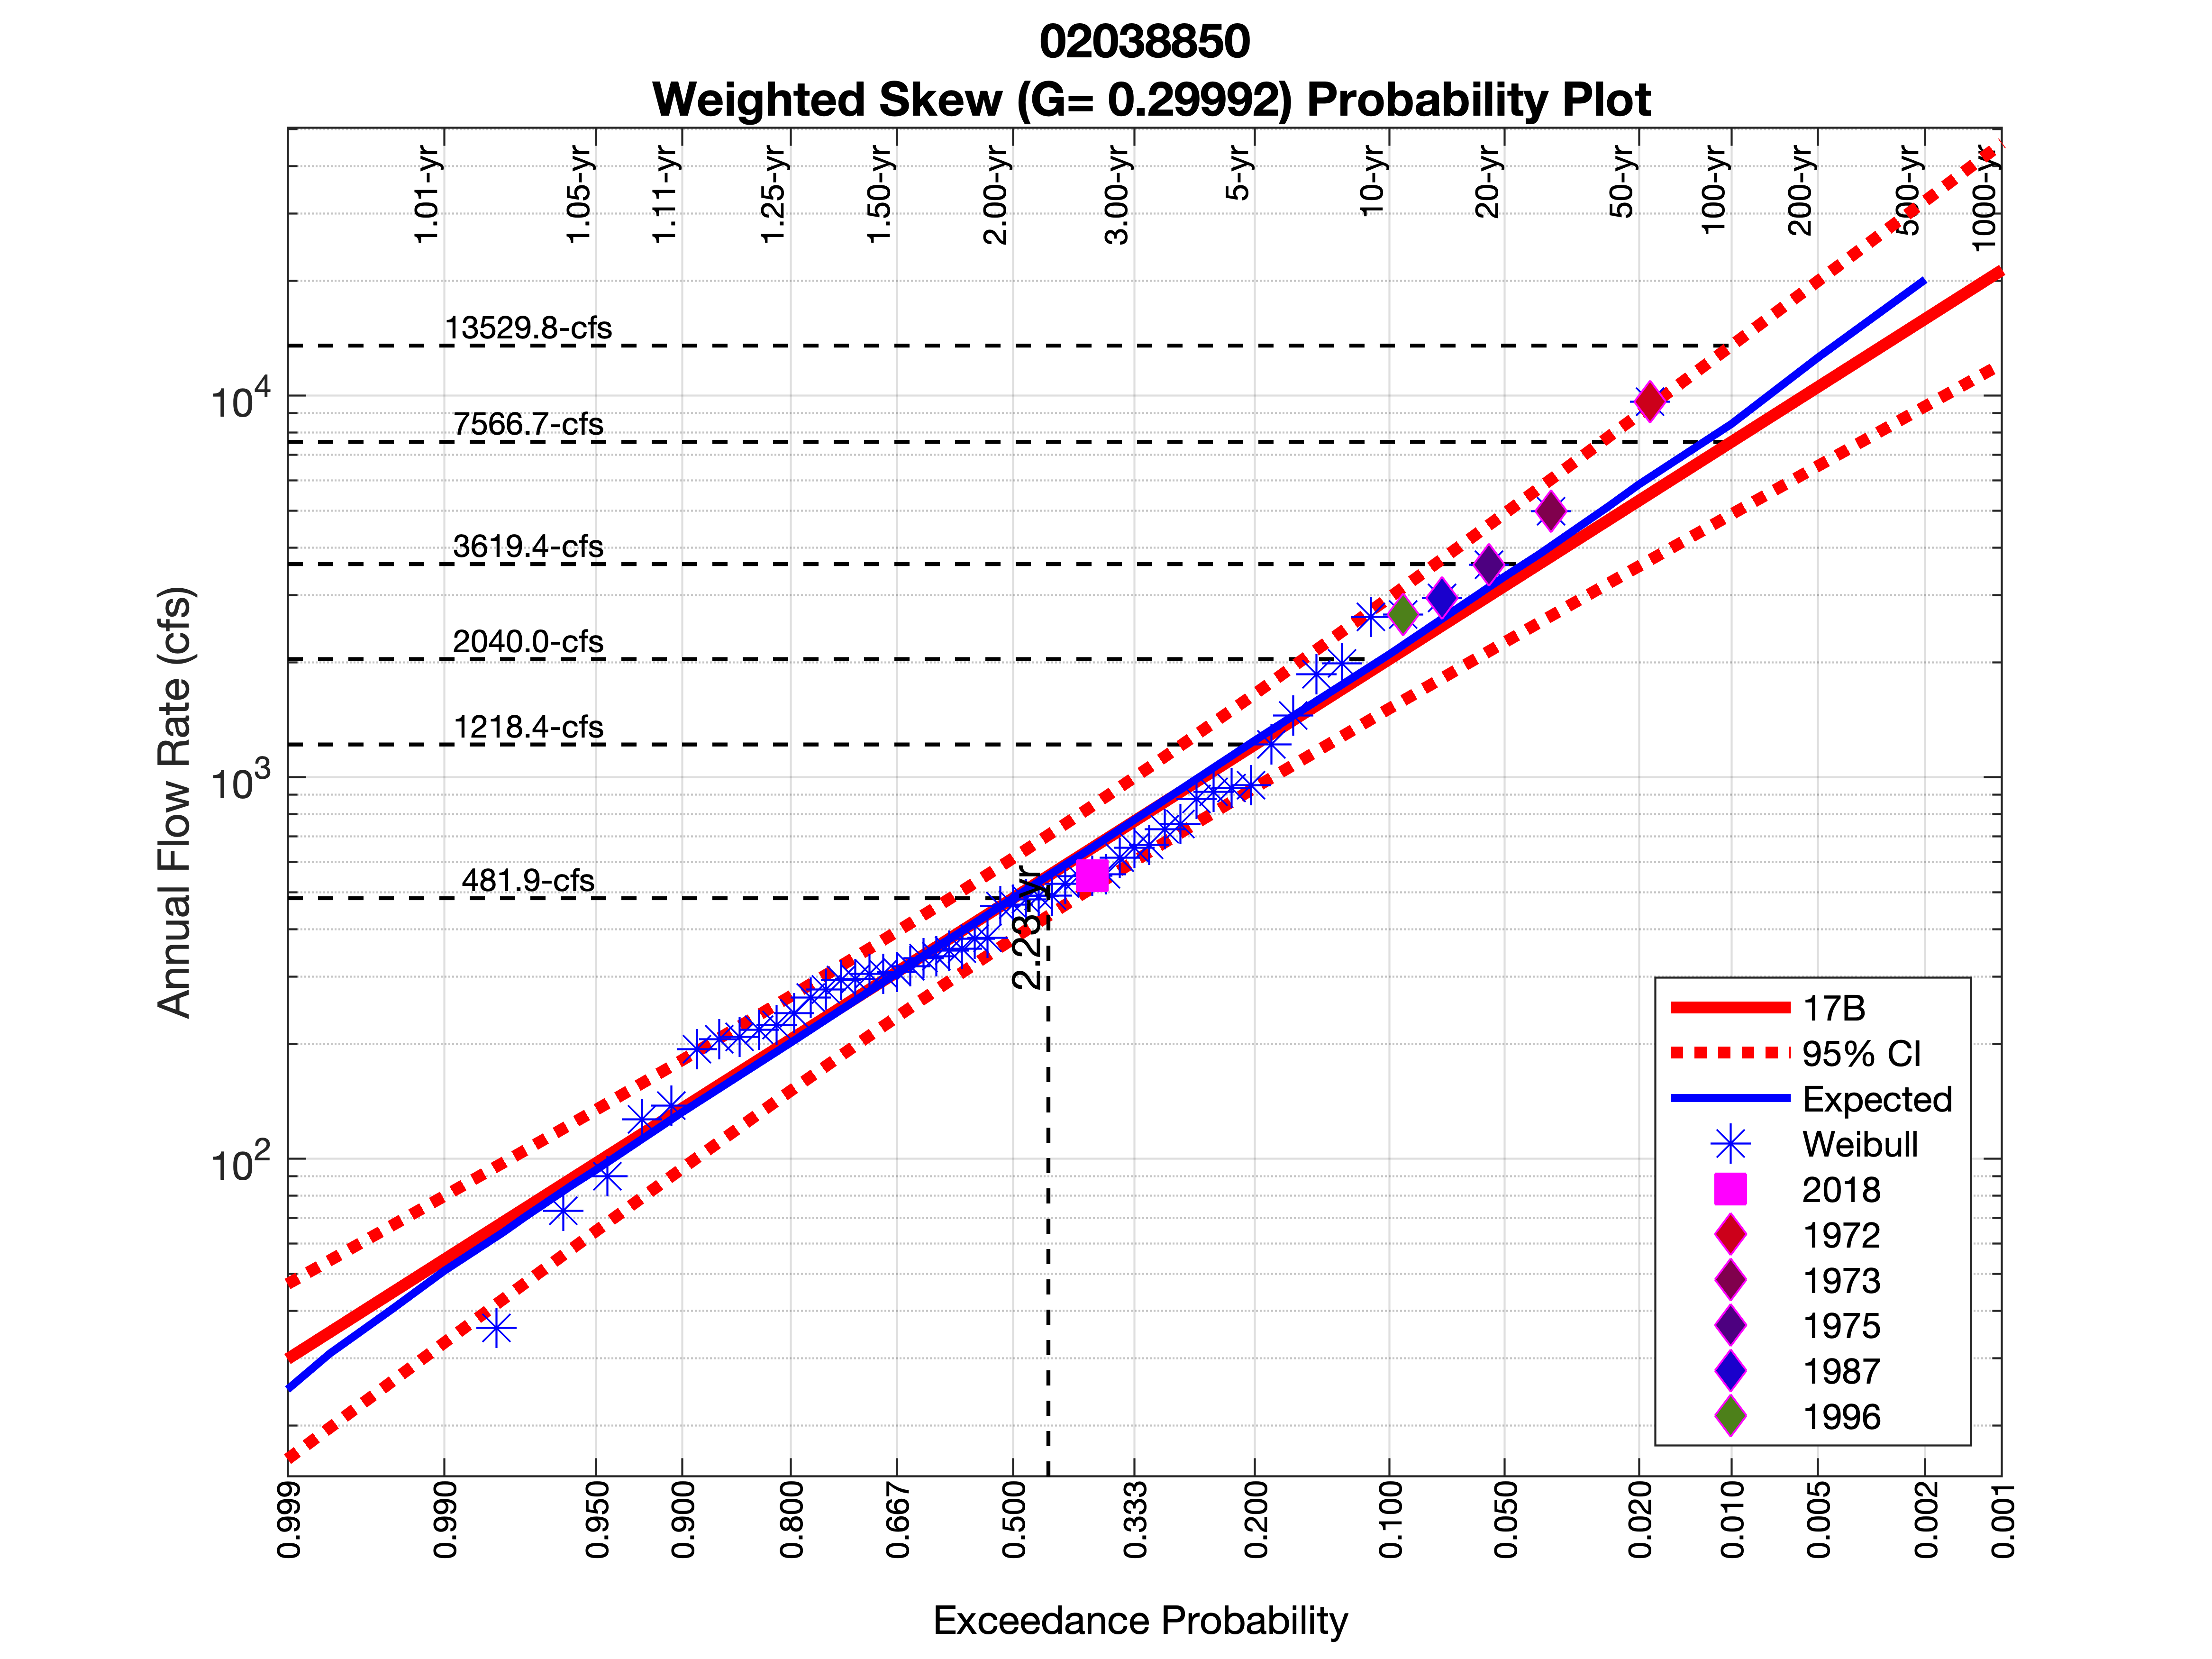 02038850
Weighted Skew (G= 0.29992) Probability Plot
1.01-yr
1.05-yr
1.11-yr
1.25-yr
1.50-yr
2.00-yr
3.00-yr
5-yr
10-yr
20-yr
50-yr
100-yr
200-yr
500-yr
1000-yr
13529.8-cfs
7566.7-cfs
3619.4-cfs
2040.0-cfs
1218.4-cfs
481.9-cfs
2.28-yr
Annual Flow Rate (cfs)
10⁴
10³
10²
17B
95% CI
Expected
Weibull
2018
1972
1973
1975
1987
1996
0.999
0.990
0.950
0.900
0.800
0.667
0.500
0.333
0.200
0.100
0.050
0.020
0.010
0.005
0.002
0.001
Exceedance Probability